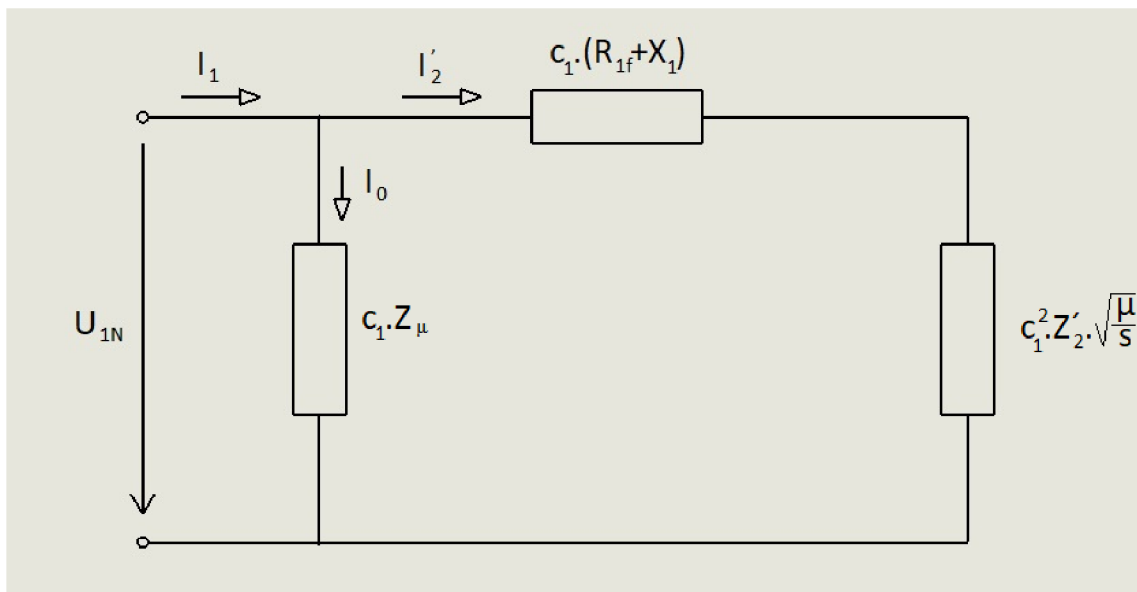 c₁.(R₁f+X₁)
I₁
I₂′
I₀
U₁N
c₁.Zμ
c₁².Z₂′.√(μ/s)